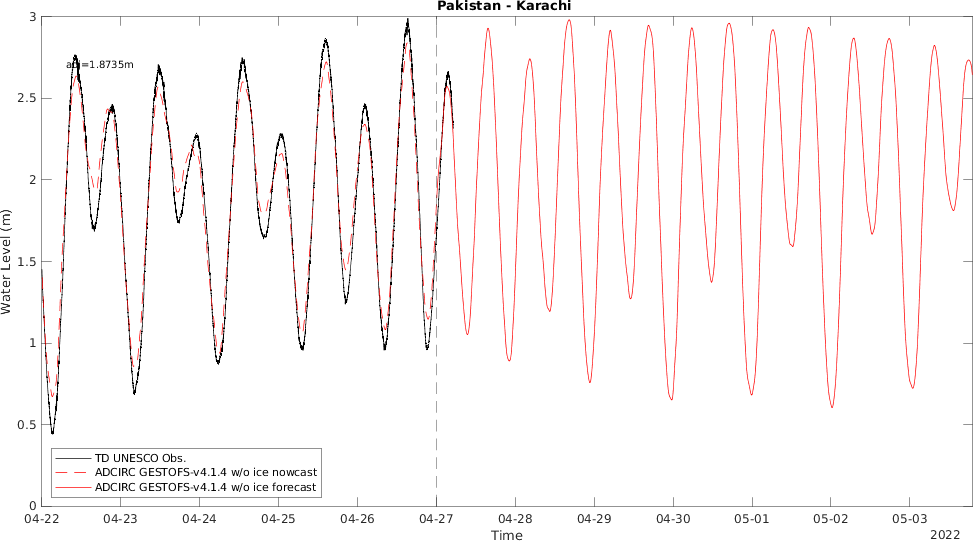 Pakistan - Karachi
3
2.5
2
1.5
1
0.5
0
Water Level (m)
=1.8735m
TD UNESCO Obs.
ADCIRC GESTOFS-v4.1.4 w/o ice nowcast
ADCIRC GESTOFS-v4.1.4 w/o ice forecast
04-22 04-23 04-24 04-25 04-26 04-27 04-28 04-29 04-30 05-01 05-02 05-03
Time
2022